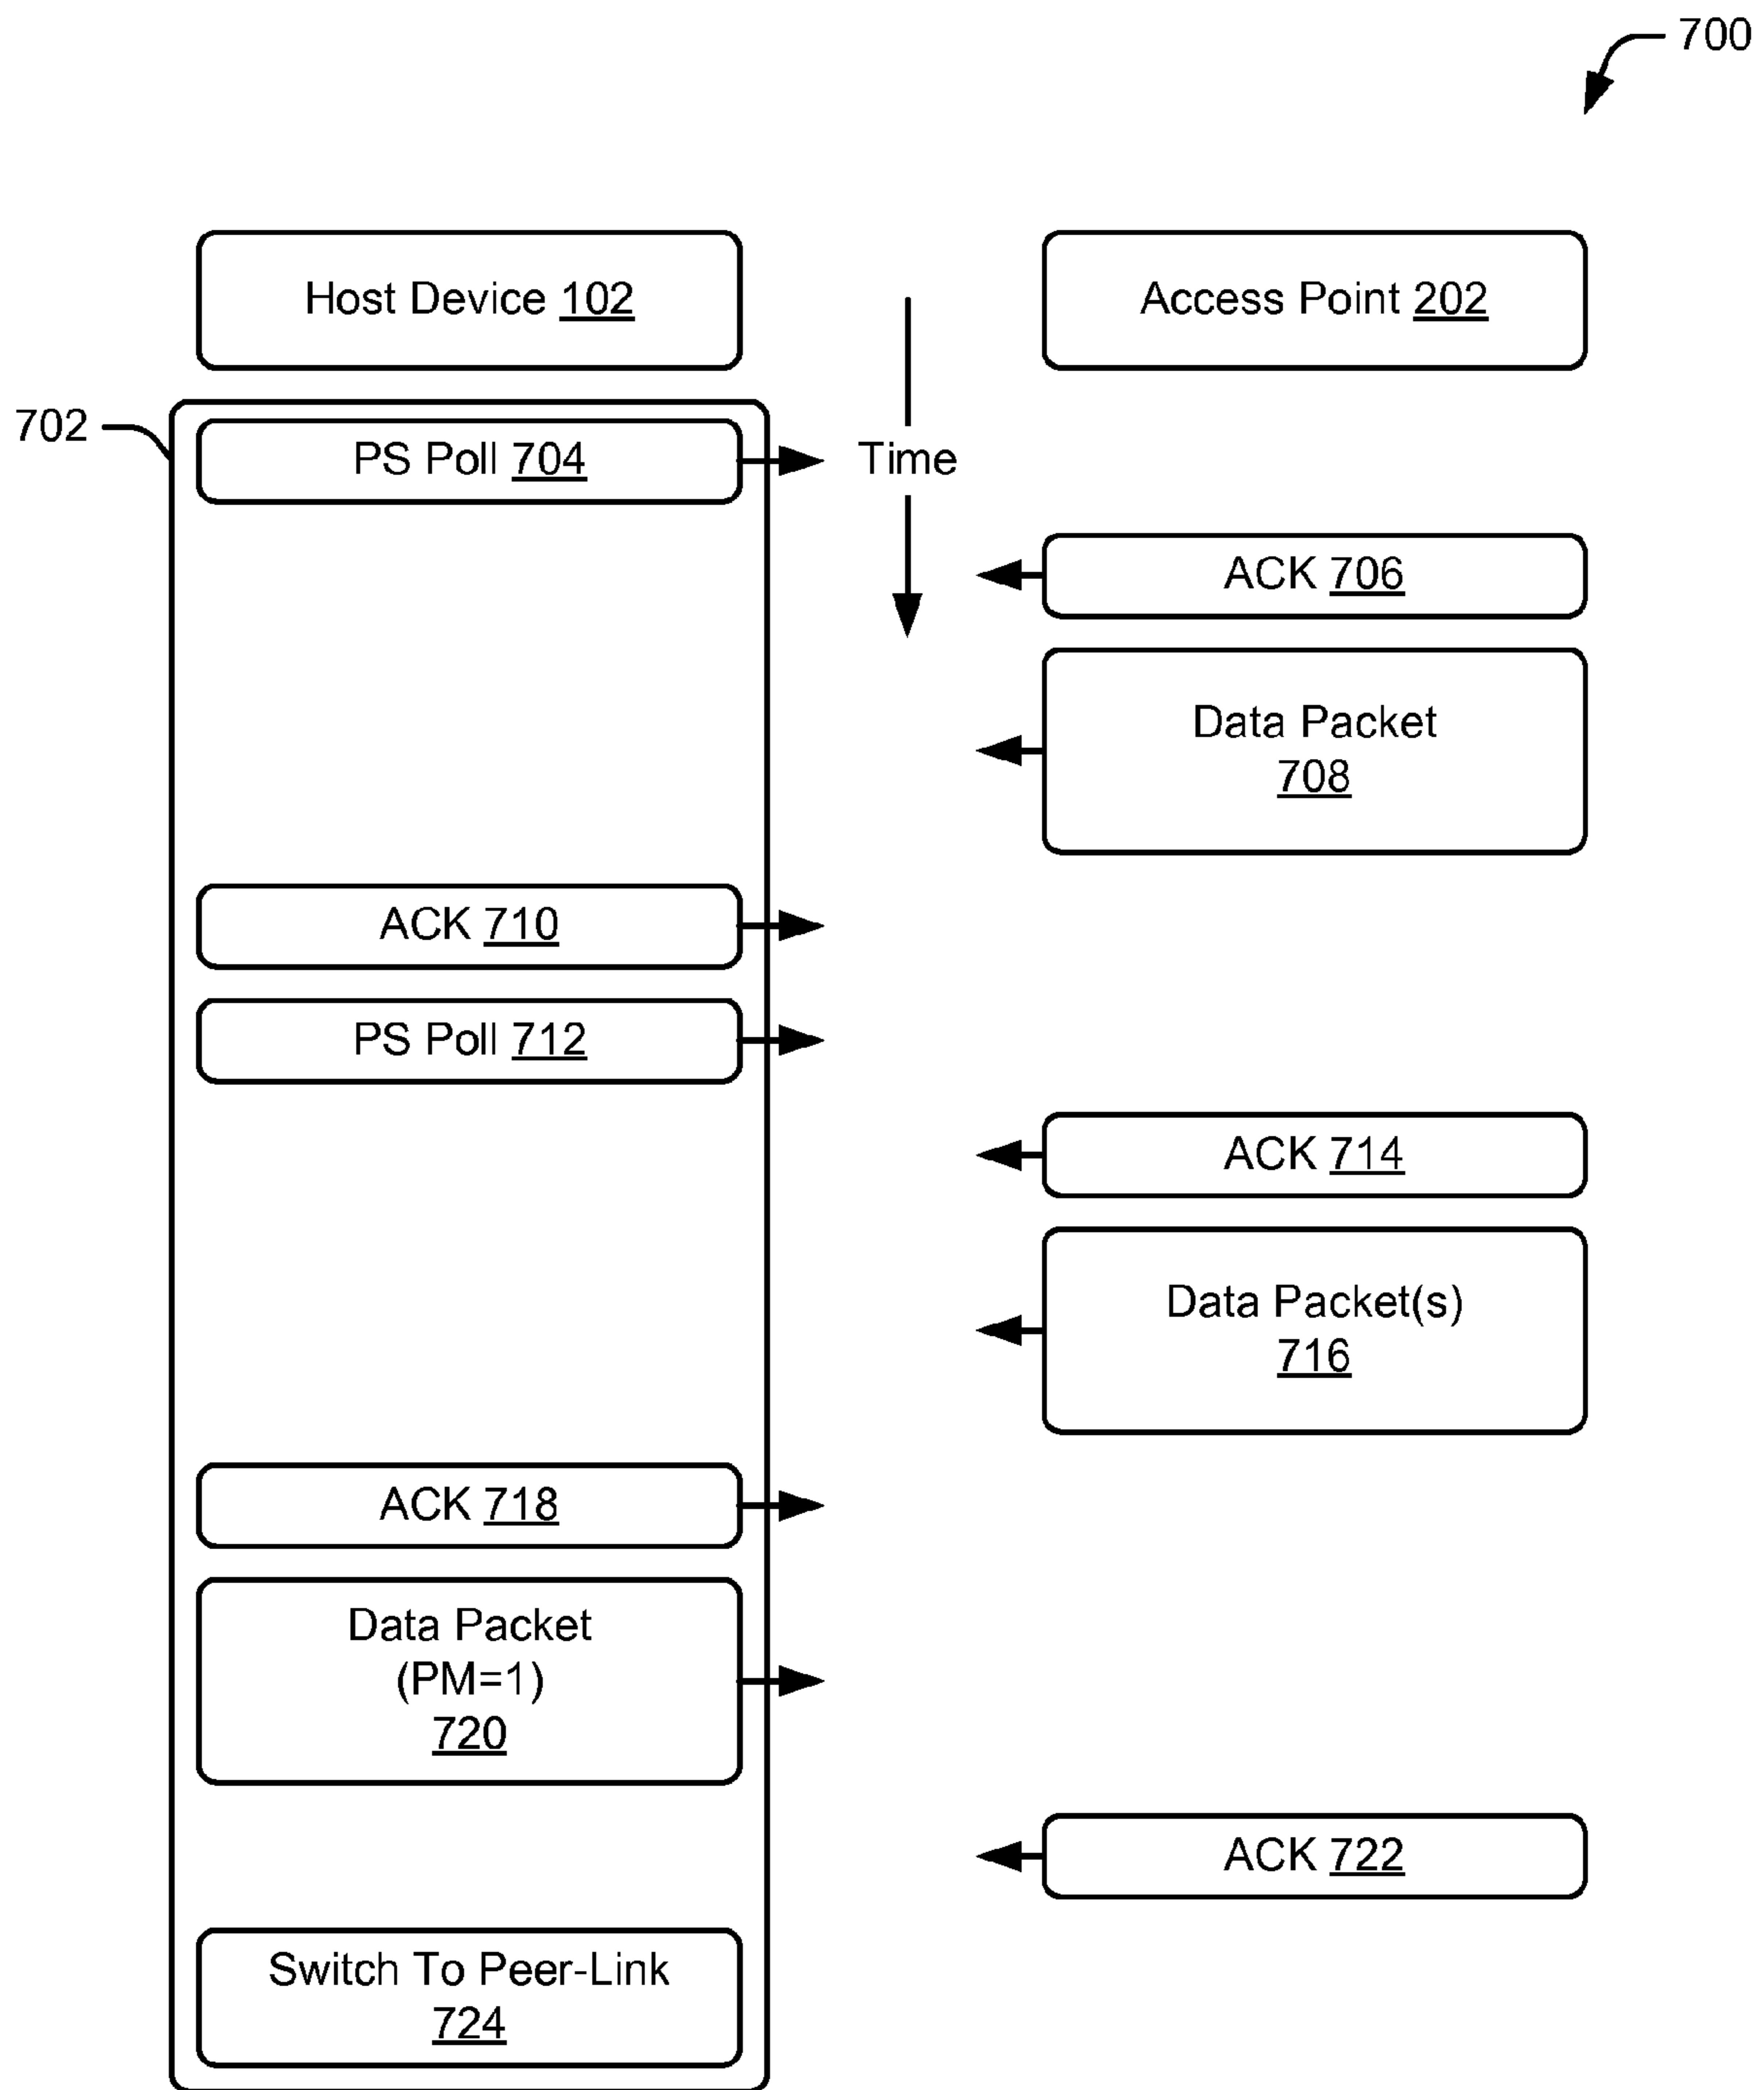 700
Host Device 102
Access Point 202
702
PS Poll 704
Time
ACK 706
Data Packet
708
ACK 710
PS Poll 712
ACK 714
Data Packet(s)
716
ACK 718
Data Packet
(PM=1)
720
ACK 722
Switch To Peer-Link
724